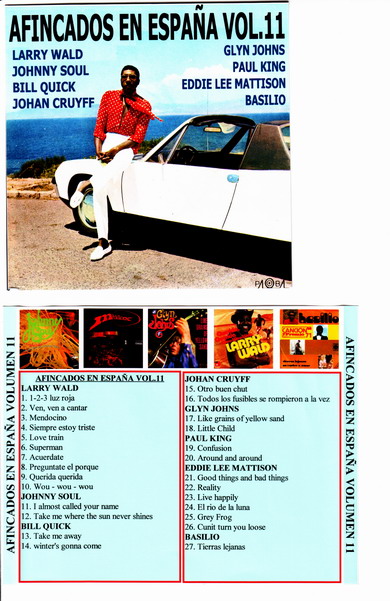 AFINCADOS EN ESPAÑA VOL.11
LARRY WALD
JOHNNY SOUL
BILL QUICK
JOHAN CRUYFF
GLYN JOHNS
PAUL KING
EDDIE LEE MATTISON
BASILIO
AFINCADOS EN ESPAÑA VOLUMEN 11
Glyn Johns
LARRY WALD
basilio
CANCION
AFINCADOS EN ESPAÑA VOL.11
LARRY WALD
1. 1-2-3 luz roja
2. Ven, ven a cantar
3. Mendocino
4. Siempre estoy triste
5. Love train
6. Superman
7. Acuerdate
8. Preguntate el porque
9. Querida querida
10. Wou - wou - wou
JOHNNY SOUL
11. I almost called your name
12. Take me where the sun never shines
BILL QUICK
13. Take me away
14. winter's gonna come
JOHAN CRUYFF
15. Otro buen chut
16. Todos los fusibles se rompieron a la vez
GLYN JOHNS
17. Like grains of yellow sand
18. Little Child
PAUL KING
19. Confusion
20. Around and around
EDDIE LEE MATTISON
21. Good things and bad things
22. Reality
23. Live happily
24. El rio de la luna
25. Grey Frog
26. Cunit turn you loose
BASILIO
27. Tierras lejanas
AFINCADOS EN ESPAÑA VOLUMEN 11